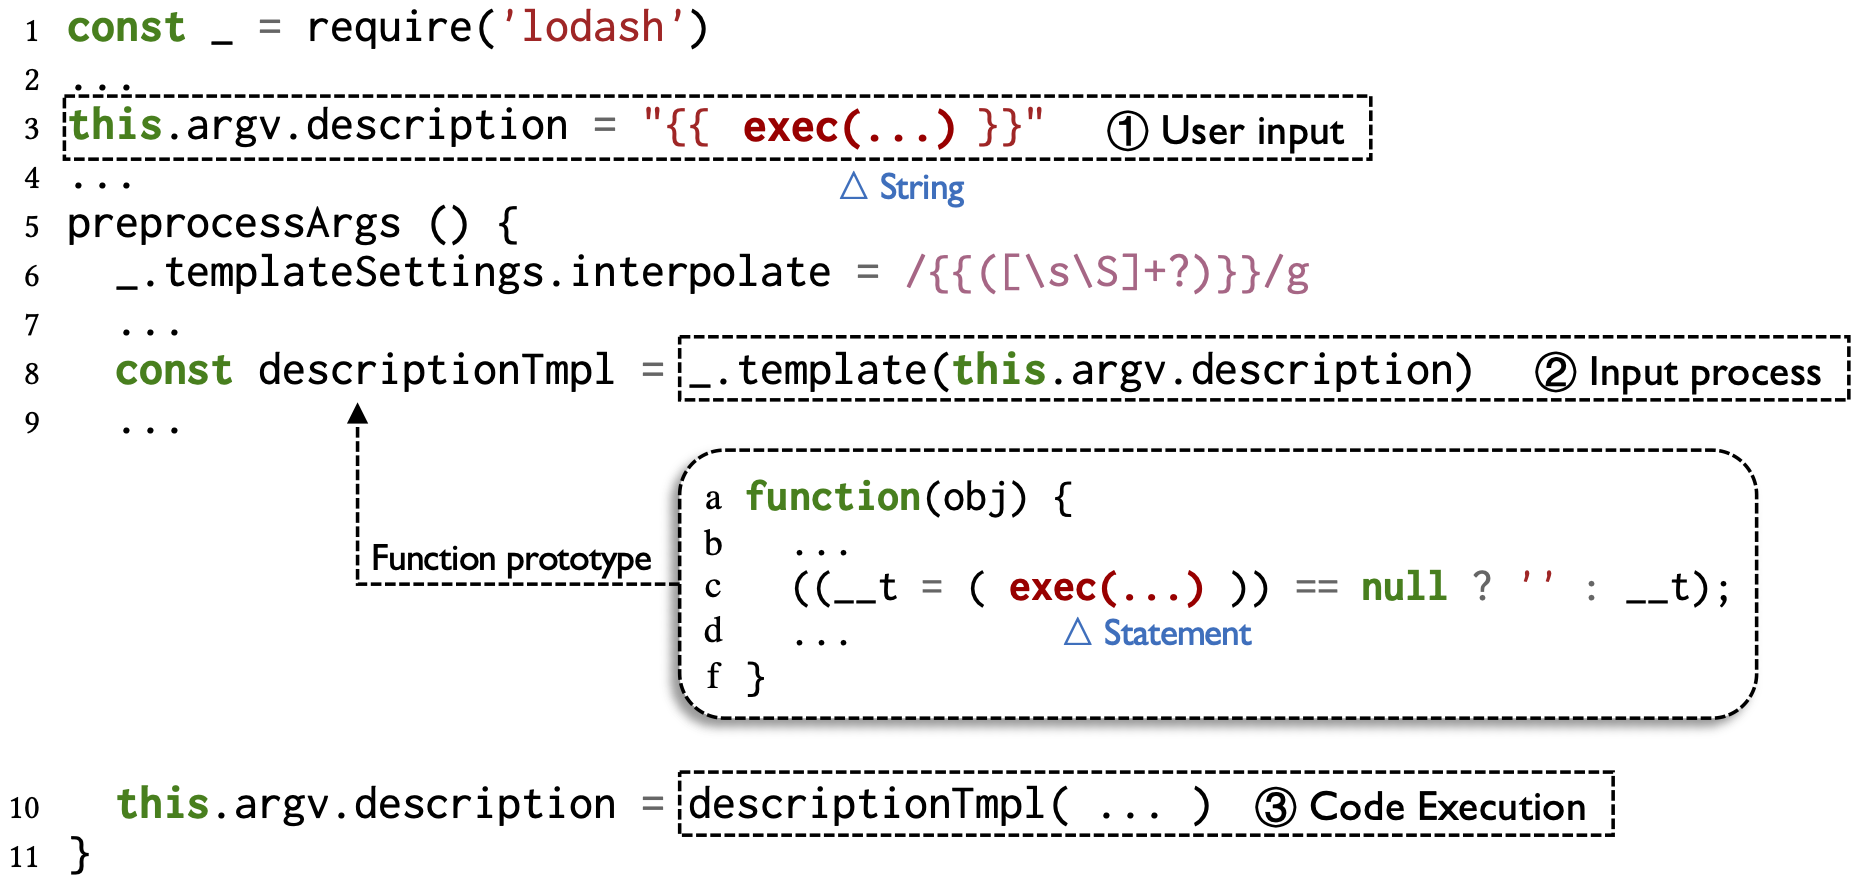 1 const _ = require('lodash')
2 ...
3 this.argv.description = "{{ exec(...) }}" ① User input
4 ...
△ String
5 preprocessArgs () {
6 _.templateSettings.interpolate = /{{([\s\S]+?)}}/g
7 ...
8 const descriptionTmpl = _.template(this.argv.description) ② Input process
9 ...
a function(obj) {
b ...
Function prototype
c ((__t = ( exec(...) )) == null ? '' : __t);
d ...
△ Statement
f }
10 this.argv.description = descriptionTmpl( ... ) ③ Code Execution
11 }